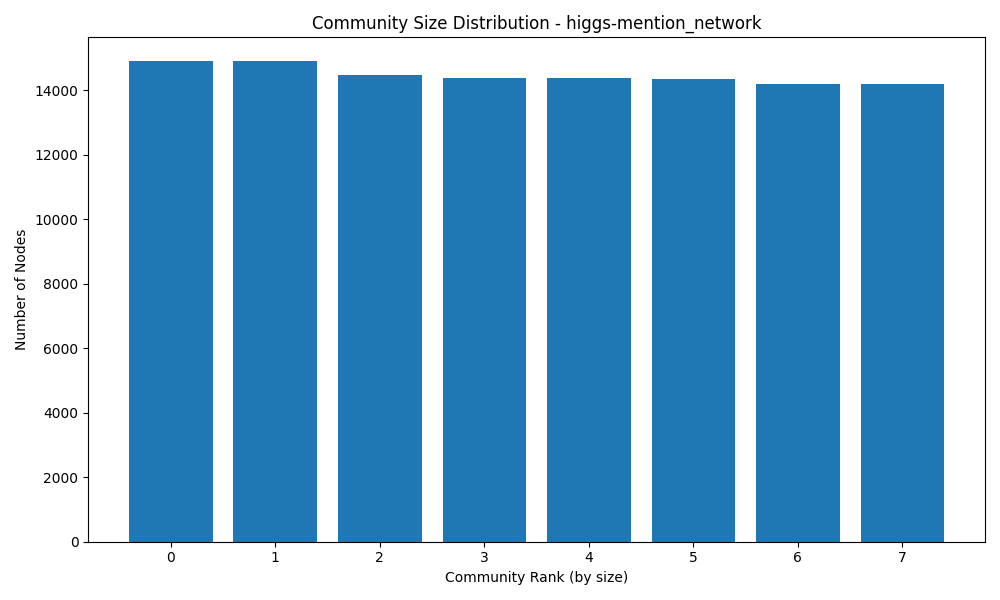 Community Size Distribution - higgs-mention_network
Number of Nodes
14000
12000
10000
8000
6000
4000
2000
0
0 1 2 3 4 5 6 7
Community Rank (by size)